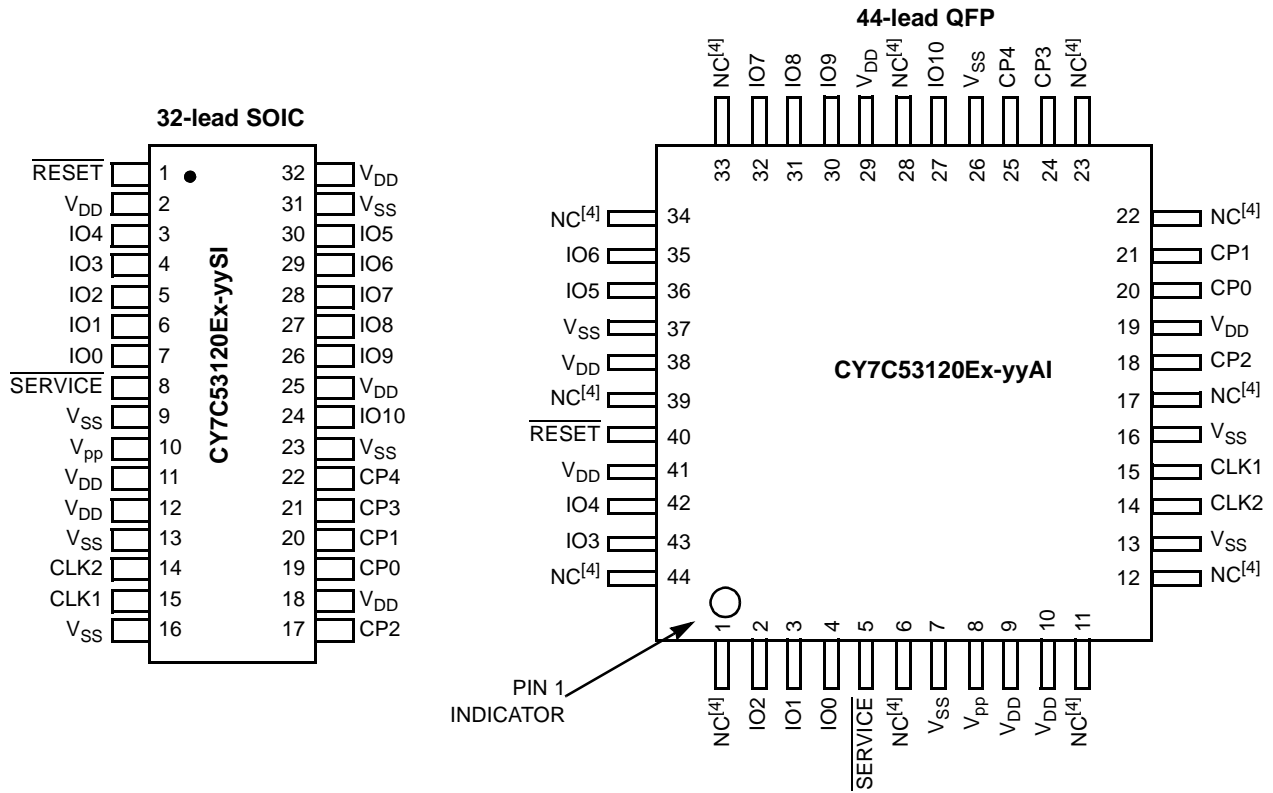 44-lead QFP
NC[4] IO7 IO8 IO9 VDD NC[4] IO10 VSS CP4 CP3 NC[4]
33 32 31 30 29 28 27 26 25 24 23
32-lead SOIC
RESET 1 32 VDD
VDD 2 31 VSS
IO4 3 30 IO5
IO3 4 29 IO6
IO2 5 28 IO7
IO1 6 27 IO8
IO0 7 26 IO9
SERVICE 8 25 VDD
VSS 9 24 IO10
Vpp 10 23 VSS
VDD 11 22 CP4
VDD 12 21 CP3
VSS 13 20 CP1
CLK2 14 19 CP0
CLK1 15 18 VDD
VSS 16 17 CP2
CY7C53120Ex-yySI
NC[4] 34 22 NC[4]
IO6 35 21 CP1
IO5 36 20 CP0
VSS 37 19 VDD
VDD 38 18 CP2
CY7C53120Ex-yyAI
NC[4] 39 17 NC[4]
RESET 40 16 VSS
VDD 41 15 CLK1
IO4 42 14 CLK2
IO3 43 13 VSS
NC[4] 44 12 NC[4]
1 2 3 4 5 6 7 8 9 10 11
NC[4] IO2 IO1 IO0 SERVICE NC[4] VSS Vpp VDD VDD NC[4]
PIN 1
INDICATOR